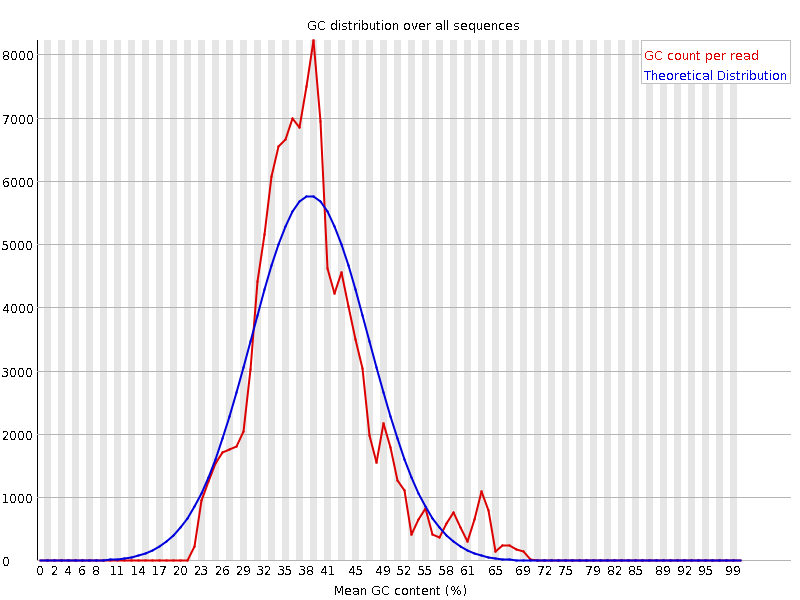 GC distribution over all sequences
GC count per read
Theoretical Distribution
8000
7000
6000
5000
4000
3000
2000
1000
0
0 2 4 6 8 11 14 17 20 23 26 29 32 35 38 41 45 49 52 55 58 61 65 69 72 75 79 82 85 89 92 95 99
Mean GC content (%)